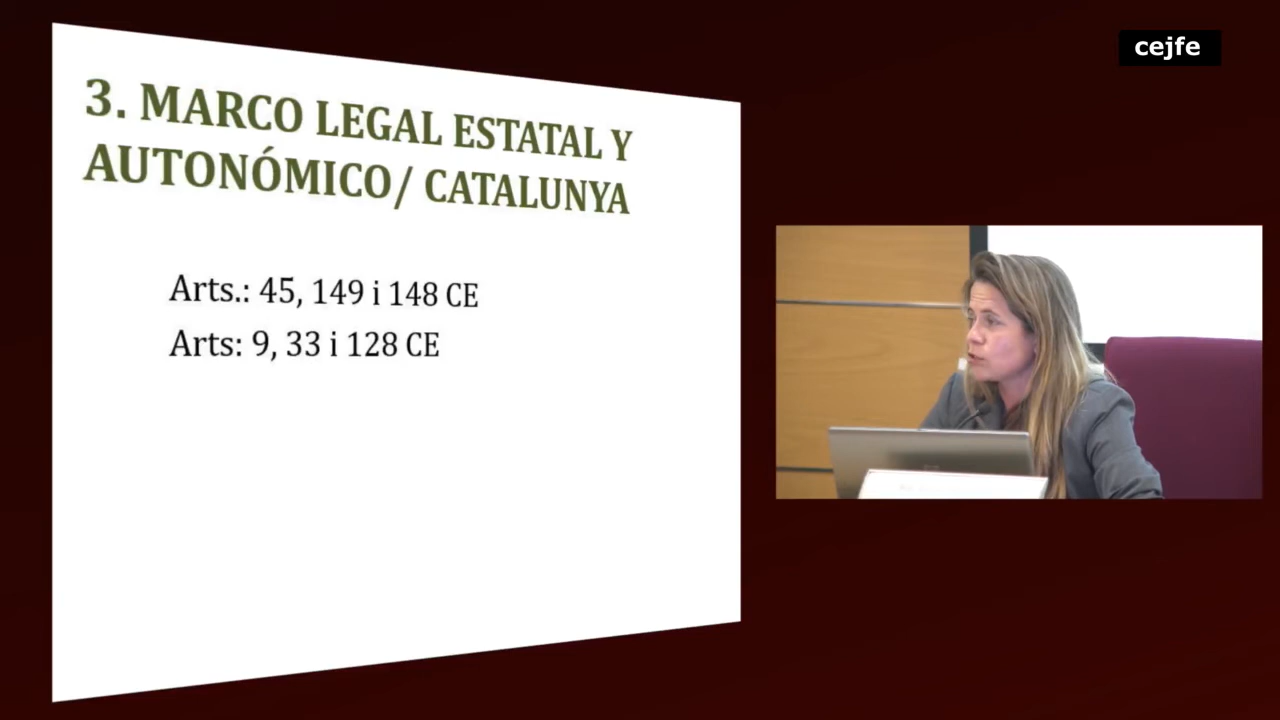 cejfe
3. MARCO LEGAL ESTATAL Y
AUTONÓMICO/ CATALUNYA
Arts.: 45, 149 i 148 CE
Arts: 9, 33 i 128 CE